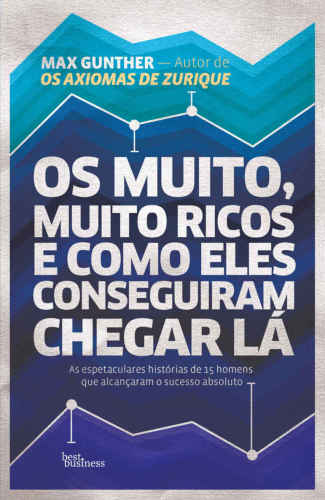 MAX GUNTHER — Autor de
OS AXIOMAS DE ZURIQUE
OS MUITO,
MUITO RICOS
E COMO ELES
CONSEGUIRAM
CHEGAR LÁ
As espetaculares histórias de 15 homens
que alcançaram o sucesso absoluto
best.
business